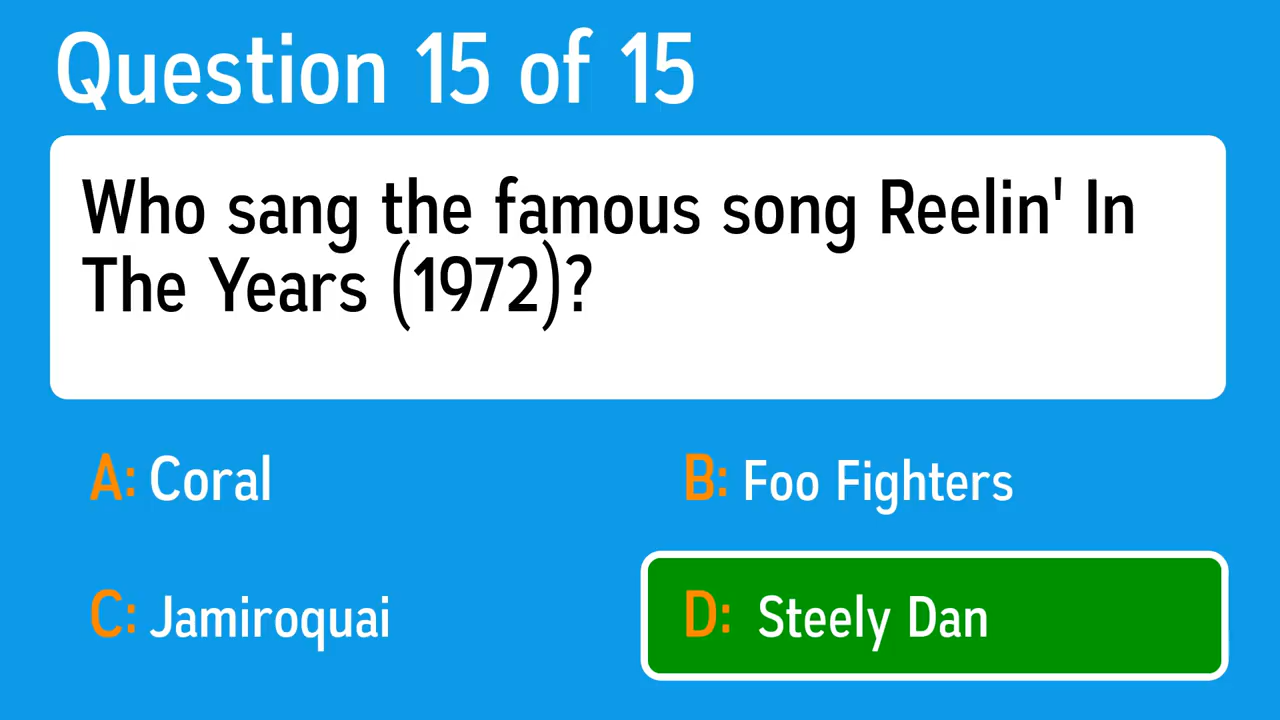 Question 15 of 15
Who sang the famous song Reelin' In
The Years (1972)?
A: Coral
B: Foo Fighters
C: Jamiroquai
D: Steely Dan